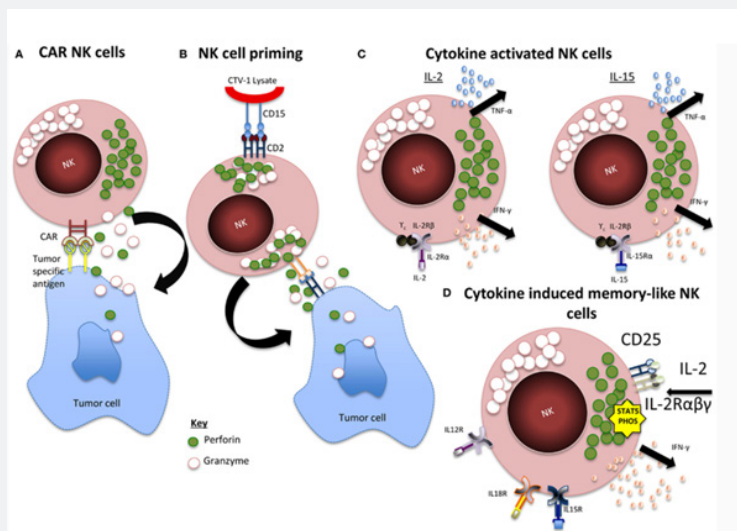 A
CAR NK cells
NK
CAR
Tumor
specific
antigen
Tumor cell
B
NK cell priming
CTV-1 Lysate
CD15
CD2
NK
Tumor cell
Key
Perforin
Granzyme
C
Cytokine activated NK cells
IL-2
TNF-α
NK
IFN-γ
Υc IL-2Rβ
IL-2Rα
IL-2
IL-15
TNF-α
NK
IFN-γ
Υc IL-2Rβ
IL-15Rα
IL-15
D
Cytokine induced memory-like NK
cells
CD25
IL-2
IL-2Rαβγ
NK
STAT5
PHOS
IL12R
IFN-γ
IL18R
IL15R